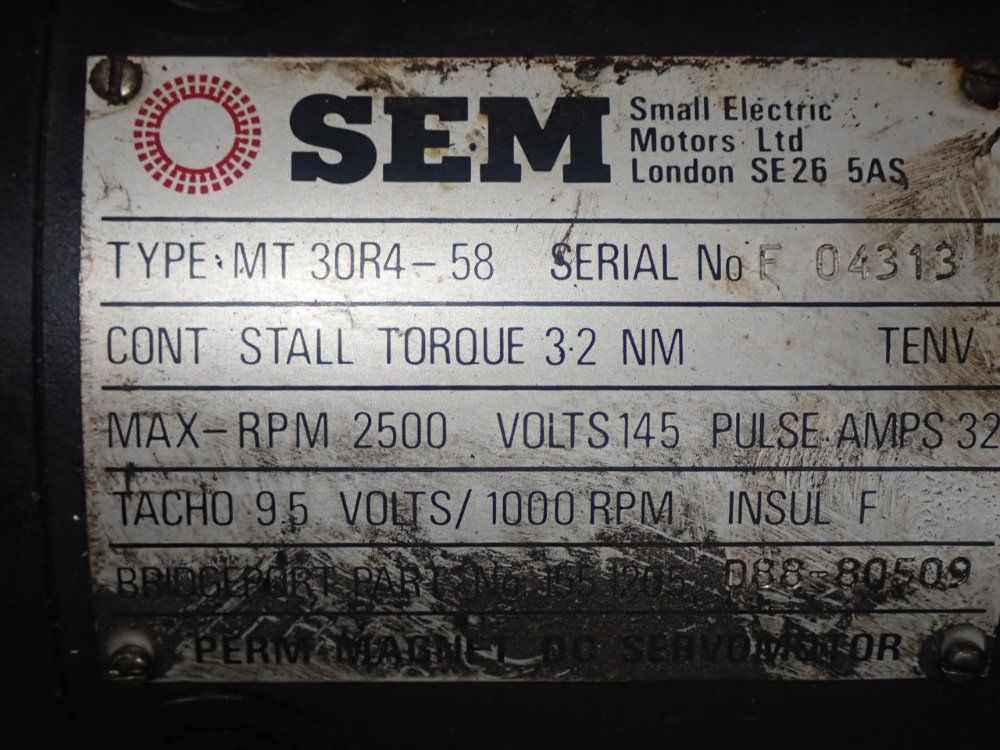 SEM
Small Electric
Motors Ltd
London SE26 5AS
TYPE: MT 30R4-58 SERIAL No F 04313
CONT STALL TORQUE 3·2 NM TENV
MAX-RPM 2500 VOLTS 145 PULSE AMPS 32
TACHO 9.5 VOLTS/1000 RPM INSUL F
BRIDGEPORT PART No. 155 1205 D88-80509
PERM MAGNET DC SERVOMOTOR